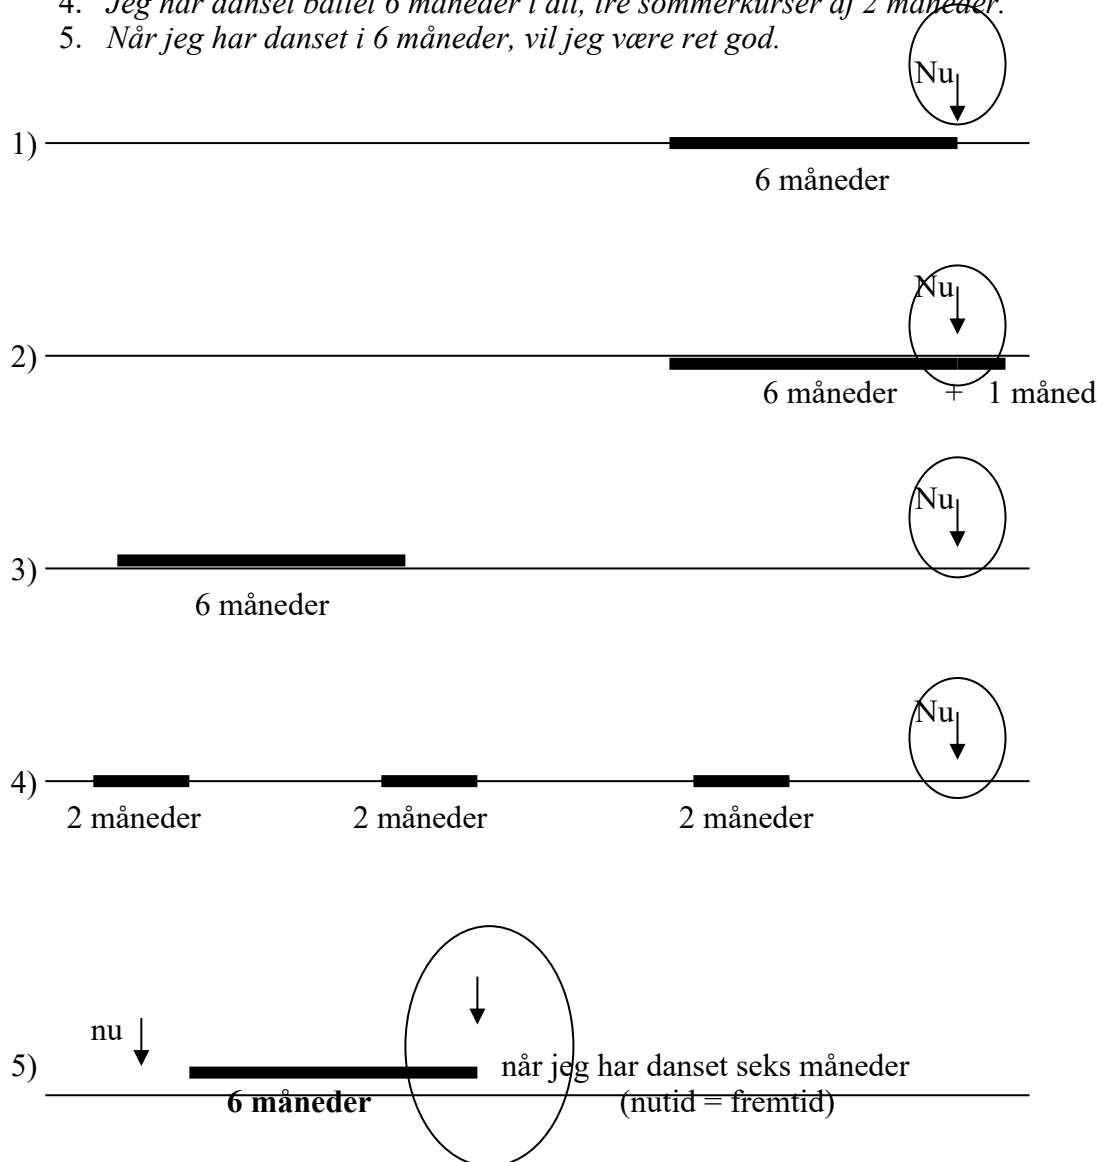 4. Jeg har danset ballet 6 måneder i alt, tre sommerkurser af 2 måneder.
5. Når jeg har danset i 6 måneder, vil jeg være ret god.
Nu
1)
6 måneder
Nu
2)
6 måneder + 1 måned
Nu
3)
6 måneder
Nu
4)
2 måneder 2 måneder 2 måneder
nu
5) når jeg har danset seks måneder
6 måneder (nutid = fremtid)